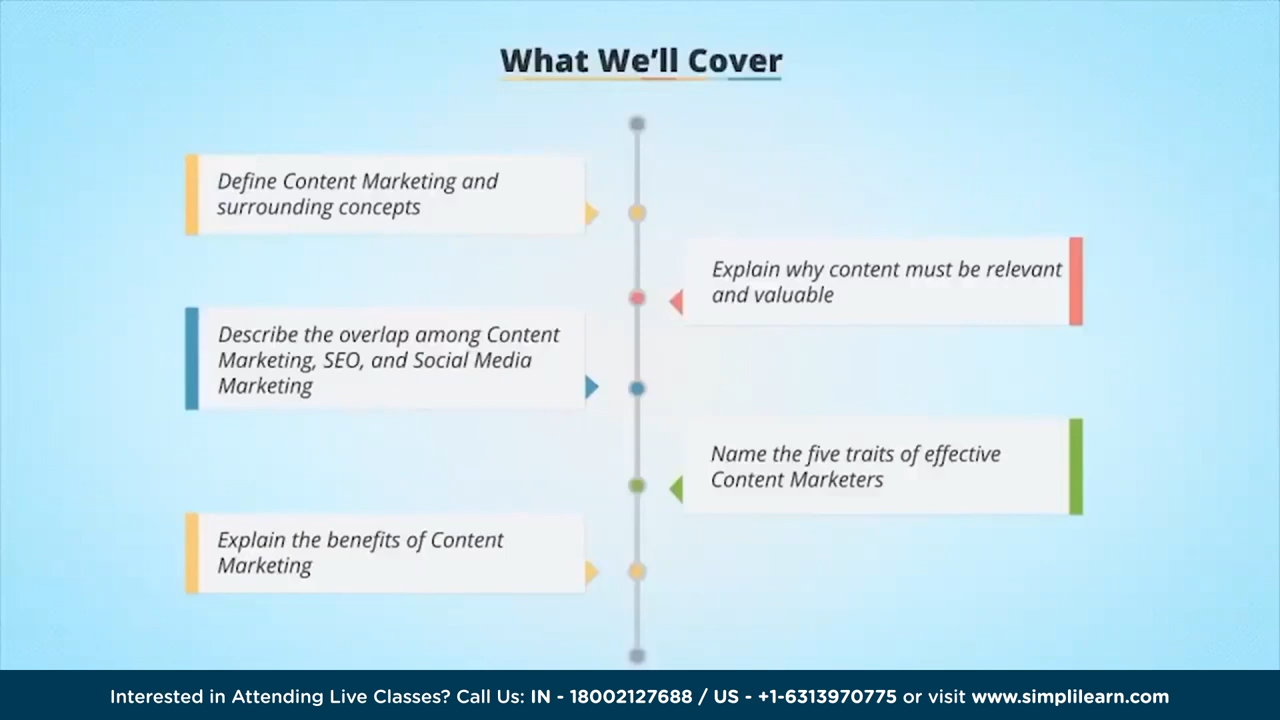 What We'll Cover
Define Content Marketing and
surrounding concepts
Explain why content must be relevant
and valuable
Describe the overlap among Content
Marketing, SEO, and Social Media
Marketing
Name the five traits of effective
Content Marketers
Explain the benefits of Content
Marketing
Interested in Attending Live Classes? Call Us: IN - 18002127688 / US - +1-6313970775 or visit www.simplilearn.com